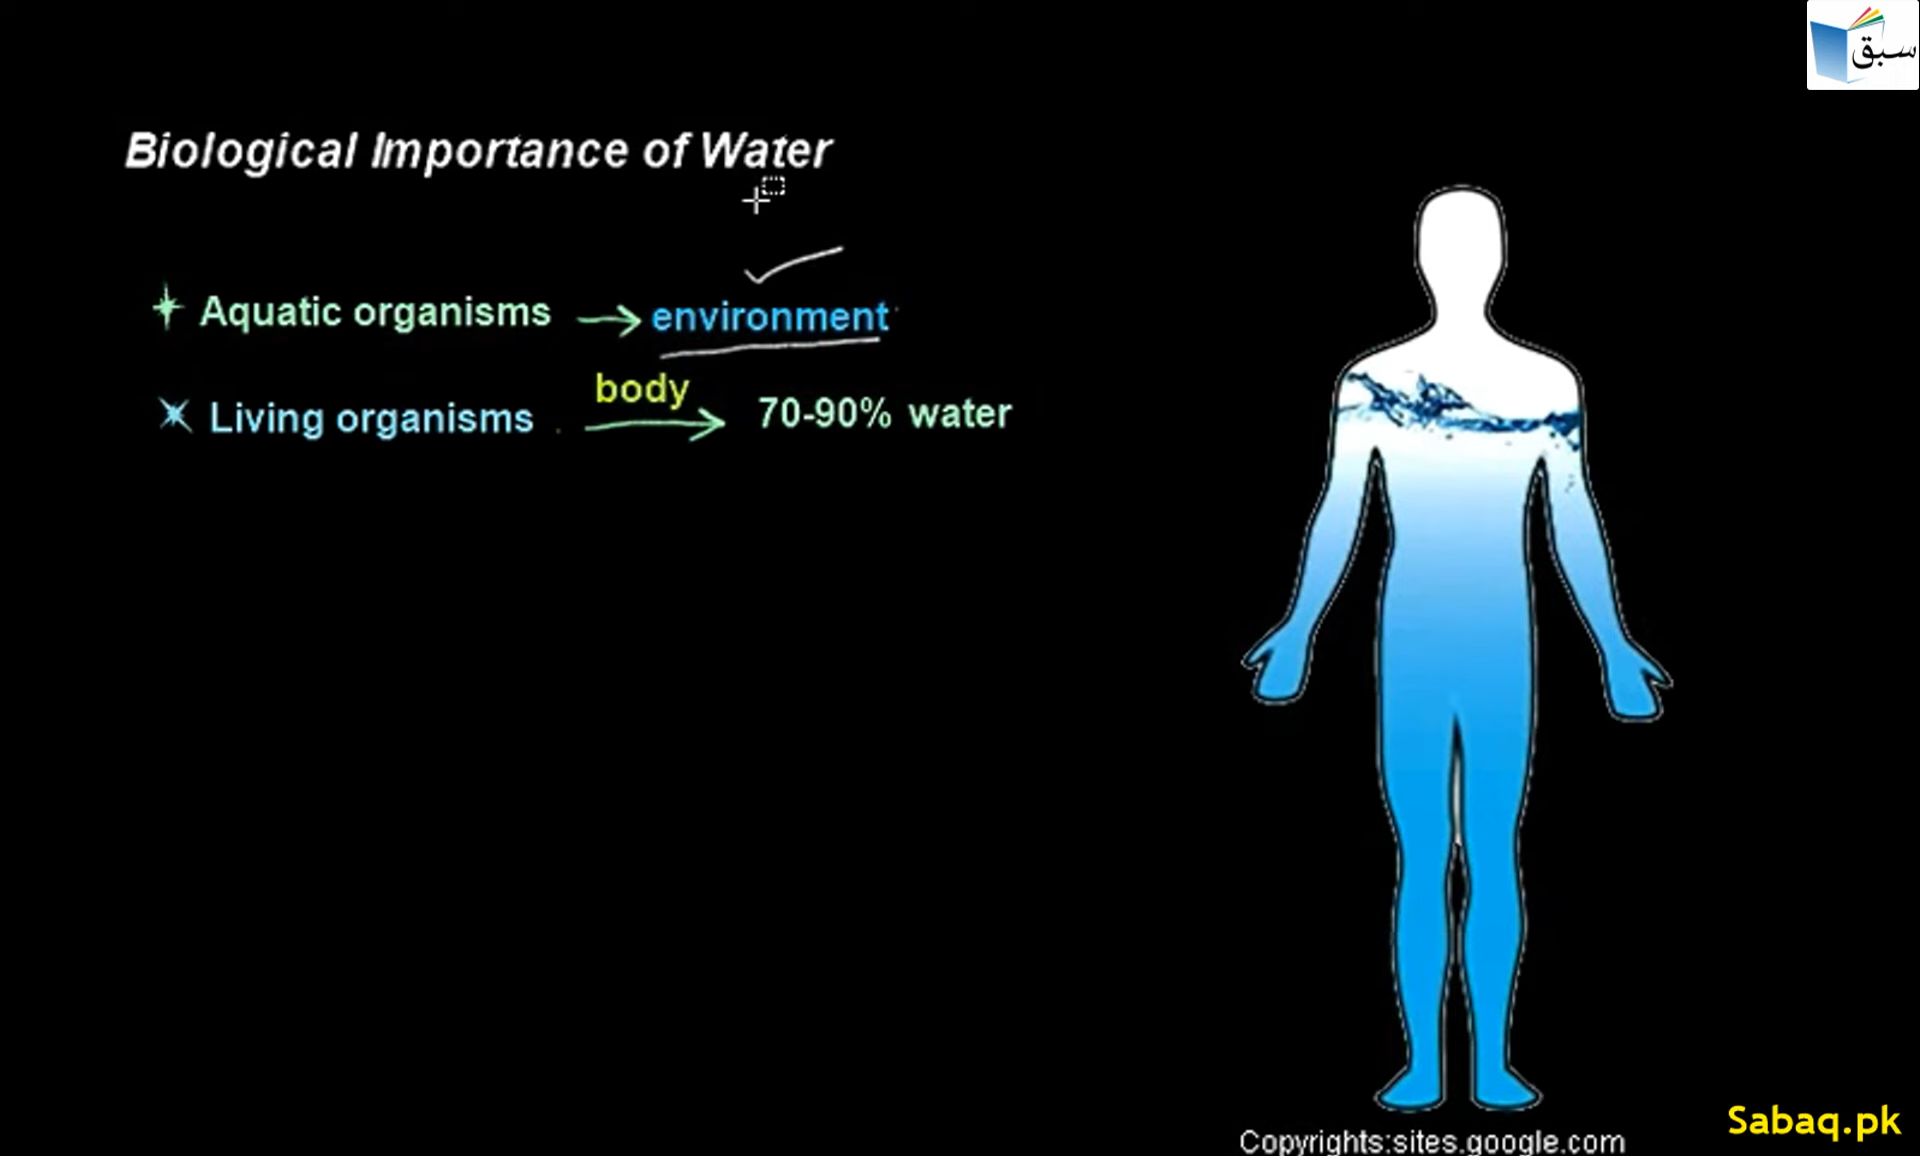 سبق
Biological Importance of Water
Aquatic organisms → environment
body
Living organisms → 70-90% water
Sabaq.pk
Copyrights:sites.google.com